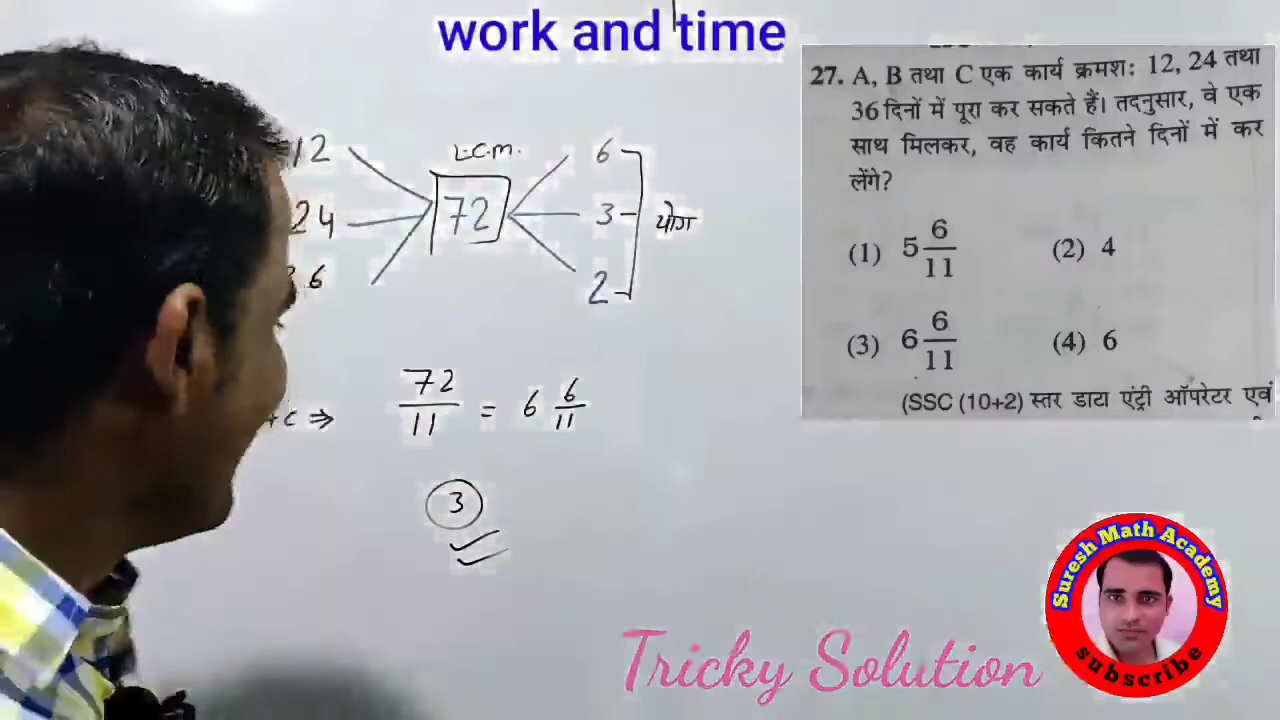 work and time
27. A, B तथा C एक कार्य क्रमशः 12, 24 तथा
36 दिनों में पूरा कर सकते हैं। तदनुसार, वे एक
साथ मिलकर, वह कार्य कितने दिनों में कर
लेंगे?
(1) 5 6/11 (2) 4
(3) 6 6/11 (4) 6
(SSC (10+2) स्तर डाटा एंट्री ऑपरेटर एवं
L.C.M.
12 72 6
24 3 योग
36 2
+C ⇒ 72/11 = 6 6/11
3
Tricky Solution
Suresh Math Academy
subscribe